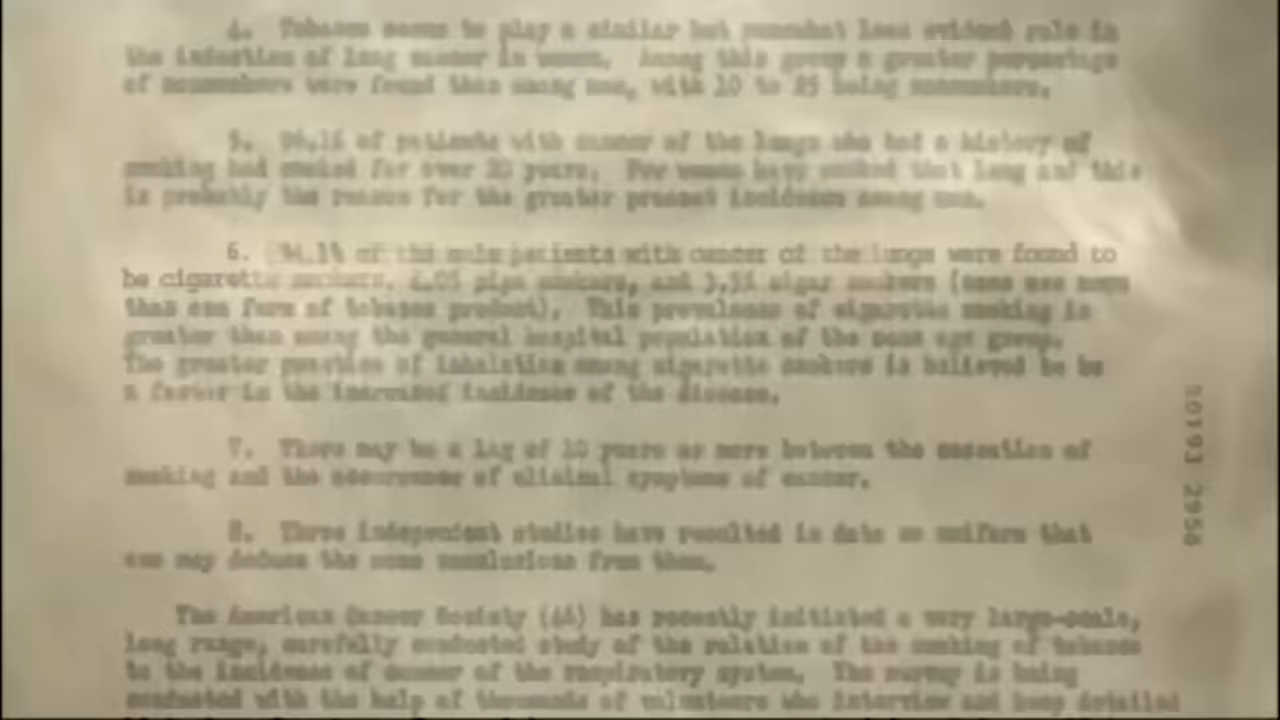 4. Tobacco seems to play a similar but somewhat less evident role in
the induction of lung cancer in women. Among this group a greater percentage
of nonsmokers were found than among men, with 10 to 25 being nonsmokers.
5. 96.1% of patients with cancer of the lungs who had a history of
smoking had smoked for over 20 years. Few women have smoked that long and this
is probably the reason for the greater present incidence among men.
6. 94.1% of the male patients with cancer of the lungs were found to
be cigarette smokers, 4.0% pipe smokers, and 3.5% cigar smokers (some use more
than one form of tobacco product). This prevalence of cigarette smoking is
greater than among the general hospital population of the same age group.
The greater practice of inhalation among cigarette smokers is believed to be
a factor in the increased incidence of the disease.
7. There may be a lag of 10 years or more between the cessation of
smoking and the occurrence of clinical symptoms of cancer.
8. Three independent studies have resulted in data so uniform that
one may deduce the same conclusions from them.
The American Cancer Society (46) has recently initiated a very large-scale,
long range, carefully conducted study of the relation of the smoking of tobacco
to the incidence of cancer of the respiratory system. The survey is being
conducted with the help of thousands of volunteers who interview and keep detailed
50193 2956